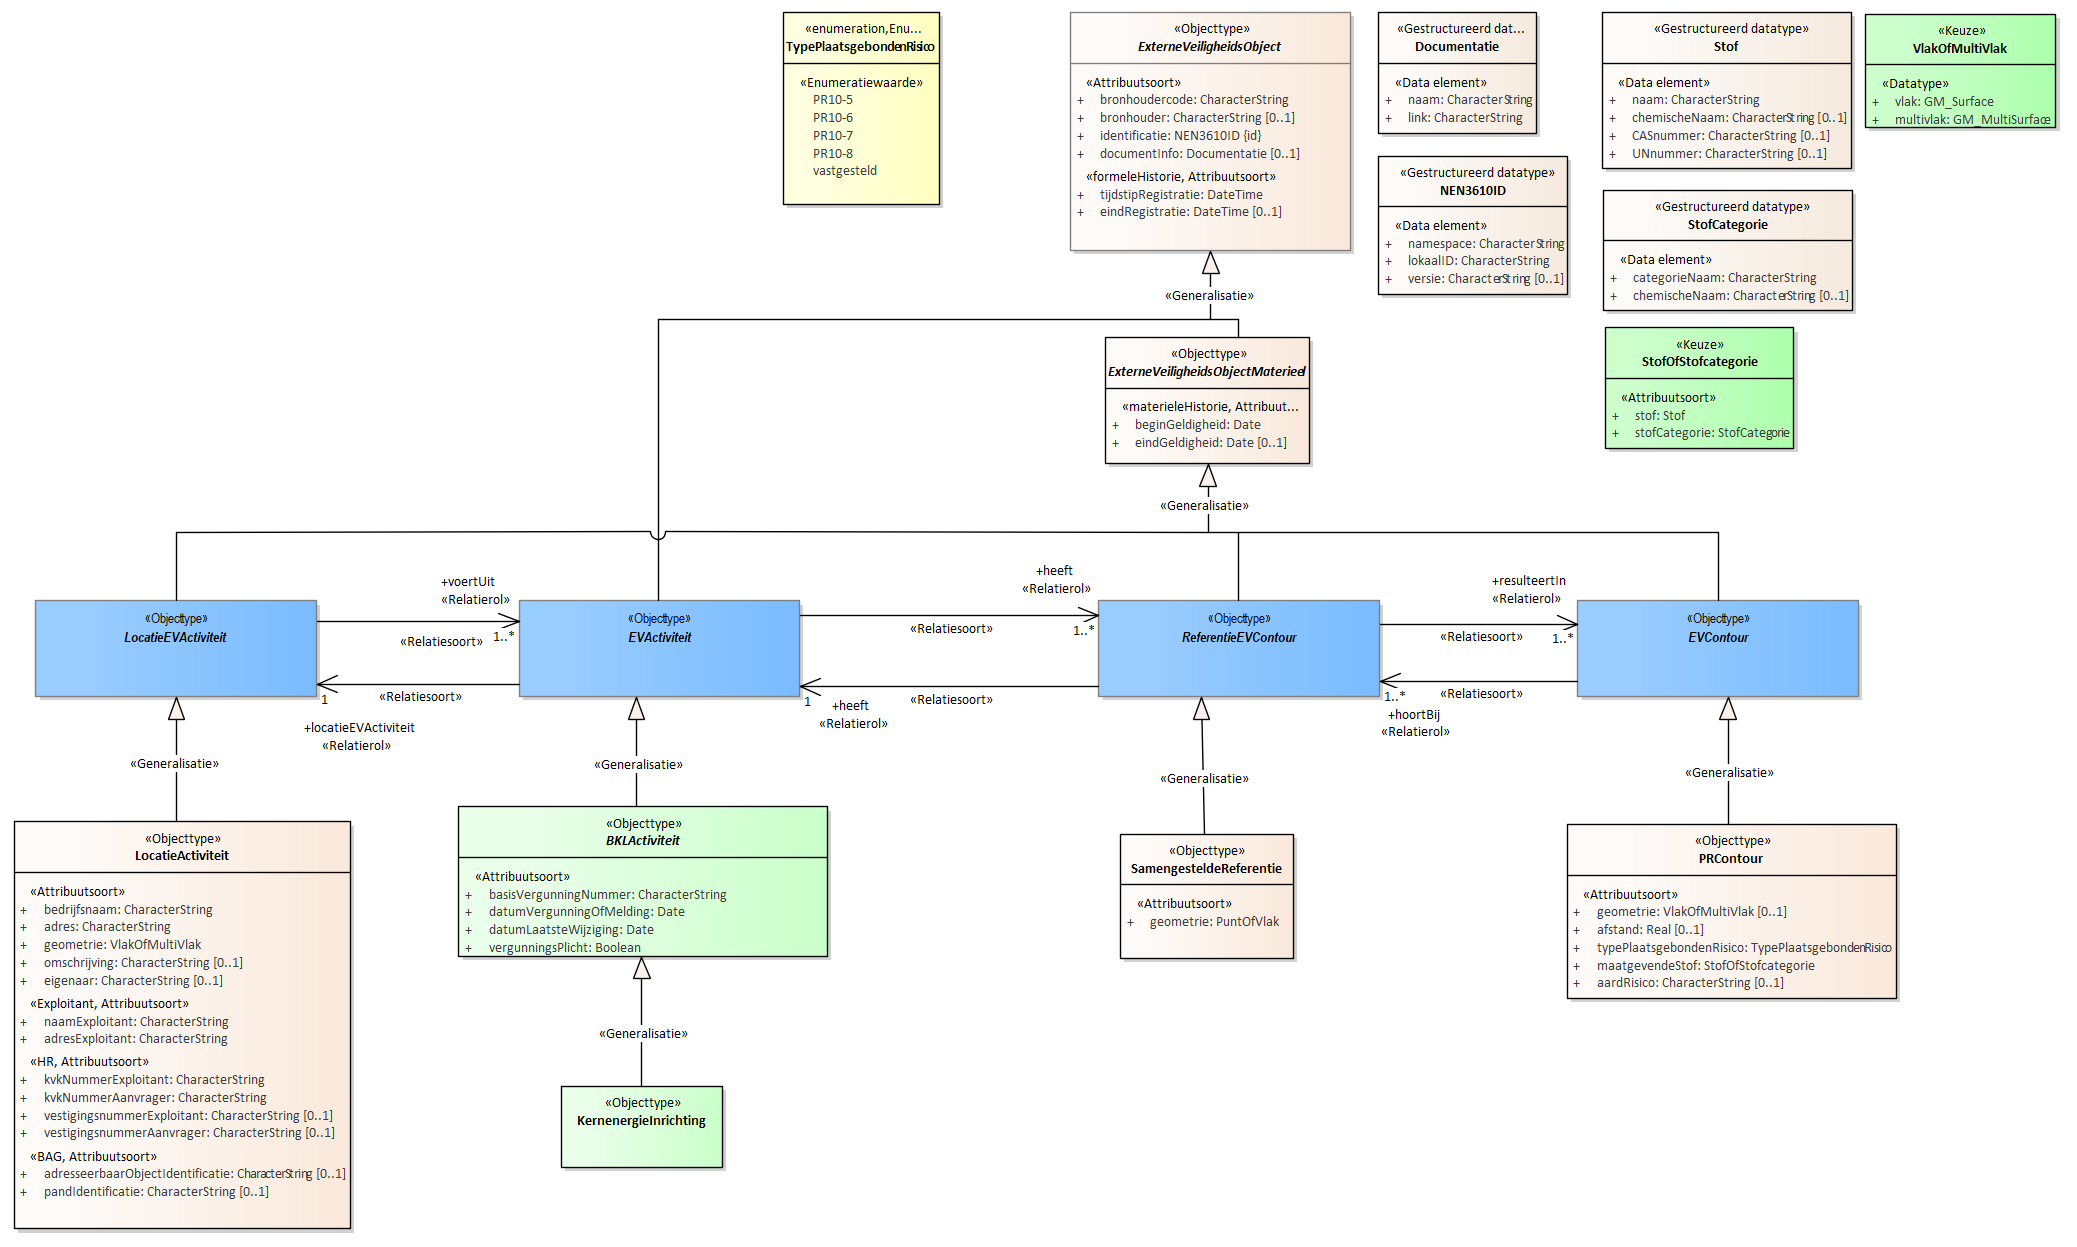 «enumeration,Enu...
TypePlaatsgebondenRisico
«Enumeratiewaarde»
PR10-5
PR10-6
PR10-7
PR10-8
vastgesteld
«Objecttype»
ExterneVeiligheidsObject
«Attribuutsoort»
+ bronhoudercode: CharacterString
+ bronhouder: CharacterString [0..1]
+ identificatie: NEN3610ID {id}
+ documentInfo: Documentatie [0..1]
«formeleHistorie, Attribuutsoort»
+ tijdstipRegistratie: DateTime
+ eindRegistratie: DateTime [0..1]
«Gestructureerd dat...
Documentatie
«Data element»
+ naam: CharacterString
+ link: CharacterString
«Gestructureerd datatype»
NEN3610ID
«Data element»
+ namespace: CharacterString
+ lokaalID: CharacterString
+ versie: CharacterString [0..1]
«Gestructureerd datatype»
Stof
«Data element»
+ naam: CharacterString
+ chemischeNaam: CharacterString [0..1]
+ CASnummer: CharacterString [0..1]
+ UNnummer: CharacterString [0..1]
«Keuze»
VlakOfMultiVlak
«Datatype»
+ vlak: GM_Surface
+ multivlak: GM_MultiSurface
«Gestructureerd datatype»
StofCategorie
«Data element»
+ categorieNaam: CharacterString
+ chemischeNaam: CharacterString [0..1]
«Keuze»
StofOfStofcategorie
«Attribuutsoort»
+ stof: Stof
+ stofCategorie: StofCategorie
«Generalisatie»
«Objecttype»
ExterneVeiligheidsObjectMaterieel
«materieleHistorie, Attribuut...
+ beginGeldigheid: Date
+ eindGeldigheid: Date [0..1]
«Generalisatie»
«Objecttype»
LocatieEVActiviteit
+voertUit
«Relatierol»
«Relatiesoort»
1..*
«Relatiesoort»
1
+locatieEVActiviteit
«Relatierol»
«Objecttype»
EVActiviteit
+heeft
«Relatierol»
«Relatiesoort»
1..*
«Relatiesoort»
1
+heeft
«Relatierol»
«Objecttype»
ReferentieEVContour
+resulteertIn
«Relatierol»
«Relatiesoort»
1..*
«Relatiesoort»
1..*
+hoortBij
«Relatierol»
«Objecttype»
EVContour
«Generalisatie»
«Generalisatie»
«Generalisatie»
«Generalisatie»
«Objecttype»
LocatieActiviteit
«Attribuutsoort»
+ bedrijfsnaam: CharacterString
+ adres: CharacterString
+ geometrie: VlakOfMultiVlak
+ omschrijving: CharacterString [0..1]
+ eigenaar: CharacterString [0..1]
«Exploitant, Attribuutsoort»
+ naamExploitant: CharacterString
+ adresExploitant: CharacterString
«HR, Attribuutsoort»
+ kvkNummerExploitant: CharacterString
+ kvkNummerAanvrager: CharacterString
+ vestigingsnummerExploitant: CharacterString [0..1]
+ vestigingsnummerAanvrager: CharacterString [0..1]
«BAG, Attribuutsoort»
+ adresseerbaarObjectIdentificatie: CharacterString [0..1]
+ pandIdentificatie: CharacterString [0..1]
«Objecttype»
BKLActiviteit
«Attribuutsoort»
+ basisVergunningNummer: CharacterString
+ datumVergunningOfMelding: Date
+ datumLaatsteWijziging: Date
+ vergunningsPlicht: Boolean
«Generalisatie»
«Objecttype»
KernenergieInrichting
«Objecttype»
SamengesteldeReferentie
«Attribuutsoort»
+ geometrie: PuntOfVlak
«Objecttype»
PRContour
«Attribuutsoort»
+ geometrie: VlakOfMultiVlak [0..1]
+ afstand: Real [0..1]
+ typePlaatsgebondenRisico: TypePlaatsgebondenRisico
+ maatgevendeStof: StofOfStofcategorie
+ aardRisico: CharacterString [0..1]